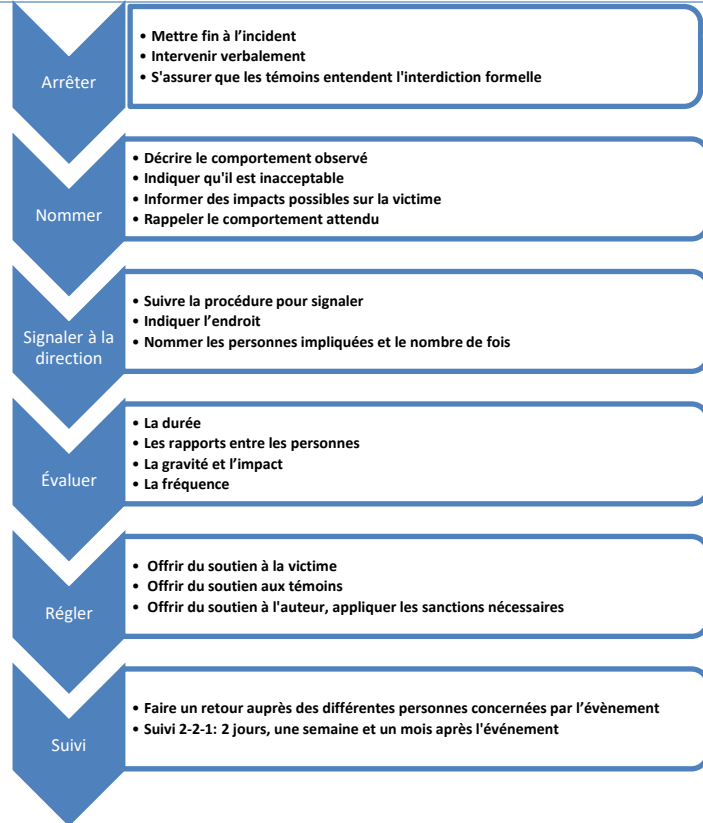 Arrêter
• Mettre fin à l’incident
• Intervenir verbalement
• S'assurer que les témoins entendent l'interdiction formelle
Nommer
• Décrire le comportement observé
• Indiquer qu'il est inacceptable
• Informer des impacts possibles sur la victime
• Rappeler le comportement attendu
Signaler à la
direction
• Suivre la procédure pour signaler
• Indiquer l’endroit
• Nommer les personnes impliquées et le nombre de fois
Évaluer
• La durée
• Les rapports entre les personnes
• La gravité et l’impact
• La fréquence
Régler
• Offrir du soutien à la victime
• Offrir du soutien aux témoins
• Offrir du soutien à l'auteur, appliquer les sanctions nécessaires
Suivi
• Faire un retour auprès des différentes personnes concernées par l’évènement
• Suivi 2-2-1: 2 jours, une semaine et un mois après l'événement